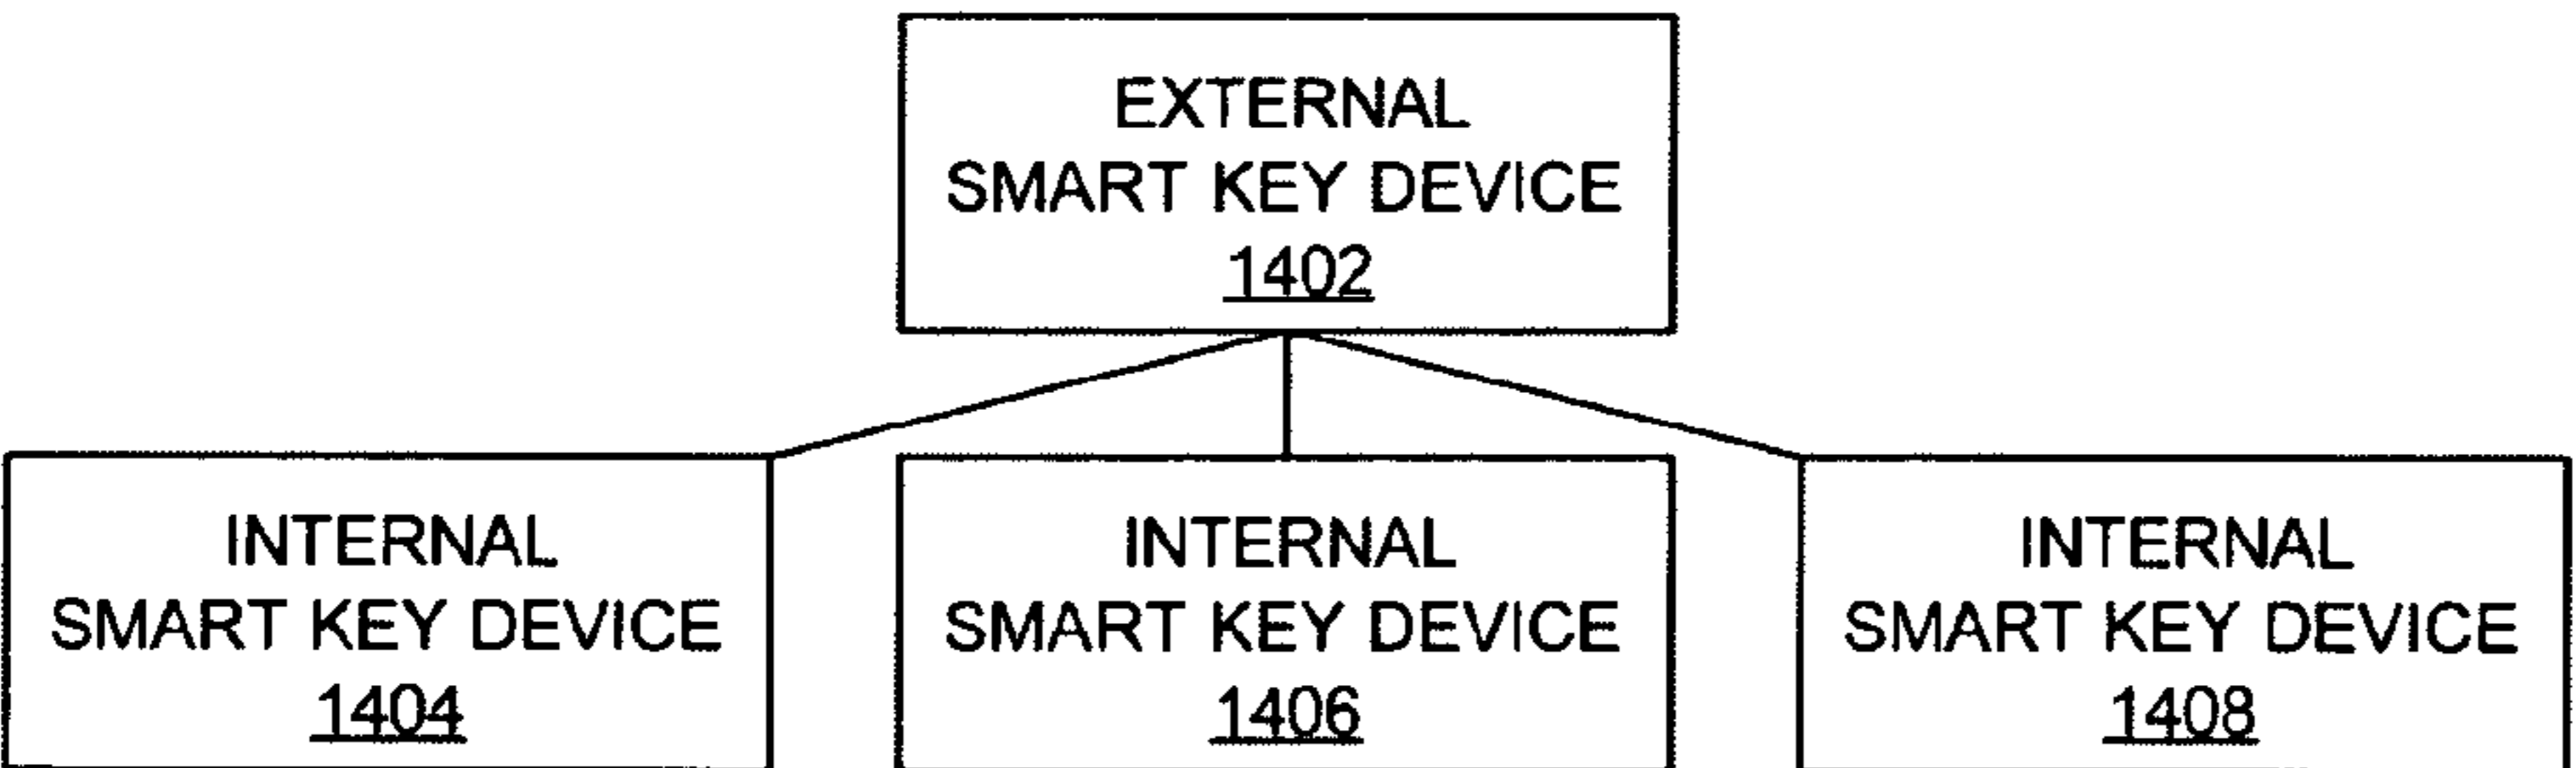 EXTERNAL
SMART KEY DEVICE
1402
INTERNAL
SMART KEY DEVICE
1404
INTERNAL
SMART KEY DEVICE
1406
INTERNAL
SMART KEY DEVICE
1408